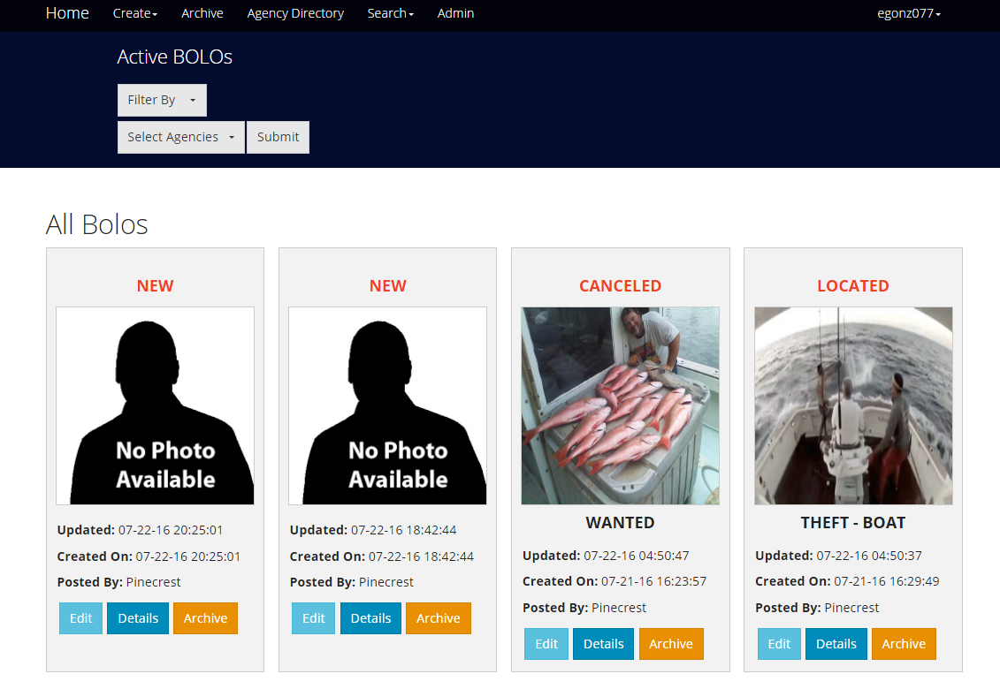 Home Create Archive Agency Directory Search Admin egonz077
Active BOLOs
Filter By
Select Agencies Submit
All Bolos
NEW
No Photo
Available
Updated: 07-22-16 20:25:01
Created On: 07-22-16 20:25:01
Posted By: Pinecrest
Edit Details Archive
NEW
No Photo
Available
Updated: 07-22-16 18:42:44
Created On: 07-22-16 18:42:44
Posted By: Pinecrest
Edit Details Archive
CANCELED
WANTED
Updated: 07-22-16 04:50:47
Created On: 07-21-16 16:23:57
Posted By: Pinecrest
Edit Details Archive
LOCATED
THEFT - BOAT
Updated: 07-22-16 04:50:37
Created On: 07-21-16 16:29:49
Posted By: Pinecrest
Edit Details Archive